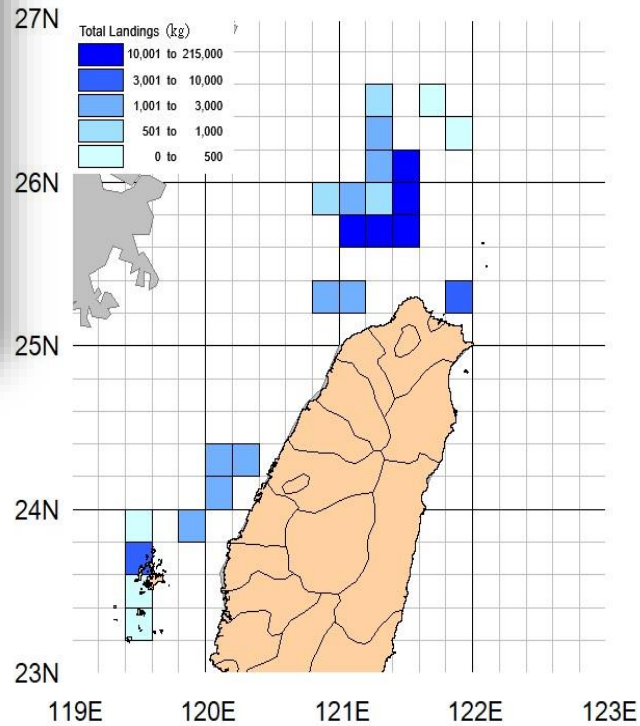 27N
Total Landings (kg)
10,001 to 215,000
3,001 to 10,000
1,001 to 3,000
501 to 1,000
0 to 500
26N
25N
24N
23N
119E 120E 121E 122E 123E